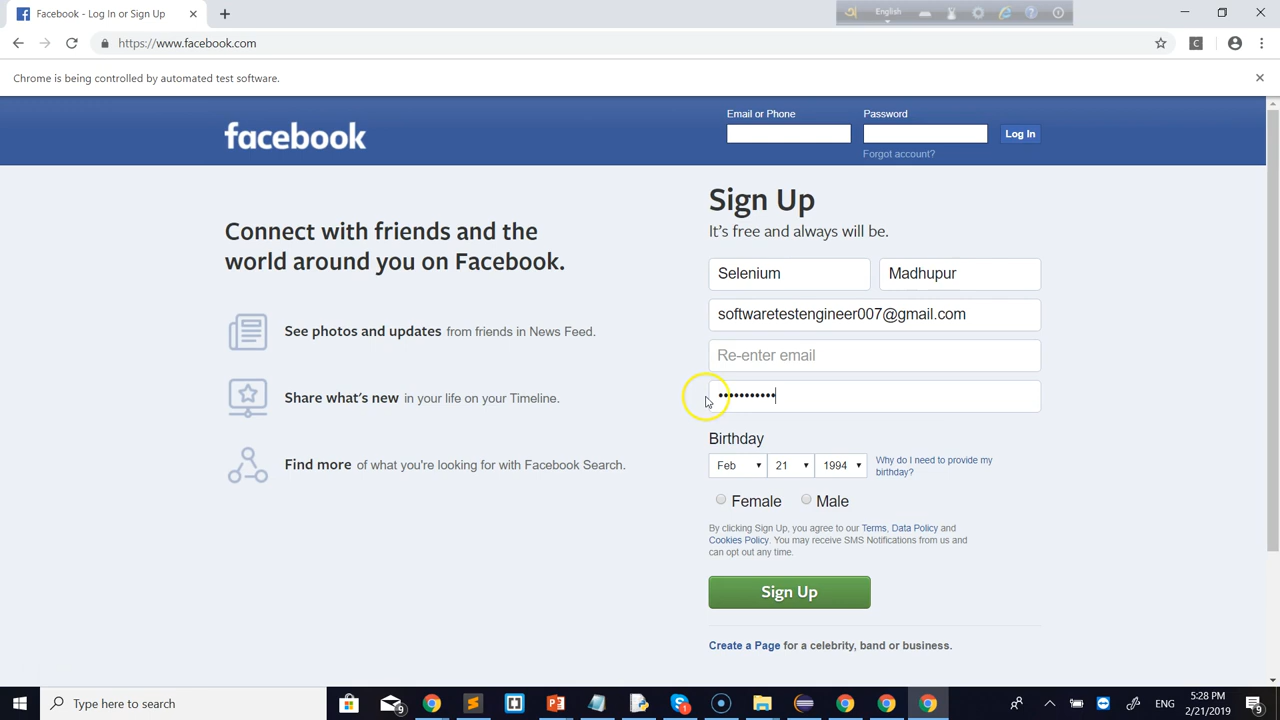 Facebook - Log In or Sign Up
English
https://www.facebook.com
C
Chrome is being controlled by automated test software.
facebook
Email or Phone
Password
Log In
Forgot account?
Sign Up
It's free and always will be.
Connect with friends and the
world around you on Facebook.
Selenium
Madhupur
softwaretestengineer007@gmail.com
See photos and updates from friends in News Feed.
Re-enter email
Share what's new in your life on your Timeline.
•••••••••••
Birthday
Find more of what you're looking for with Facebook Search.
Feb
21
1994
Why do I need to provide my
birthday?
Female
Male
By clicking Sign Up, you agree to our Terms, Data Policy and
Cookies Policy. You may receive SMS Notifications from us and
can opt out any time.
Sign Up
Create a Page for a celebrity, band or business.
Type here to search
ENG
5:28 PM
2/21/2019